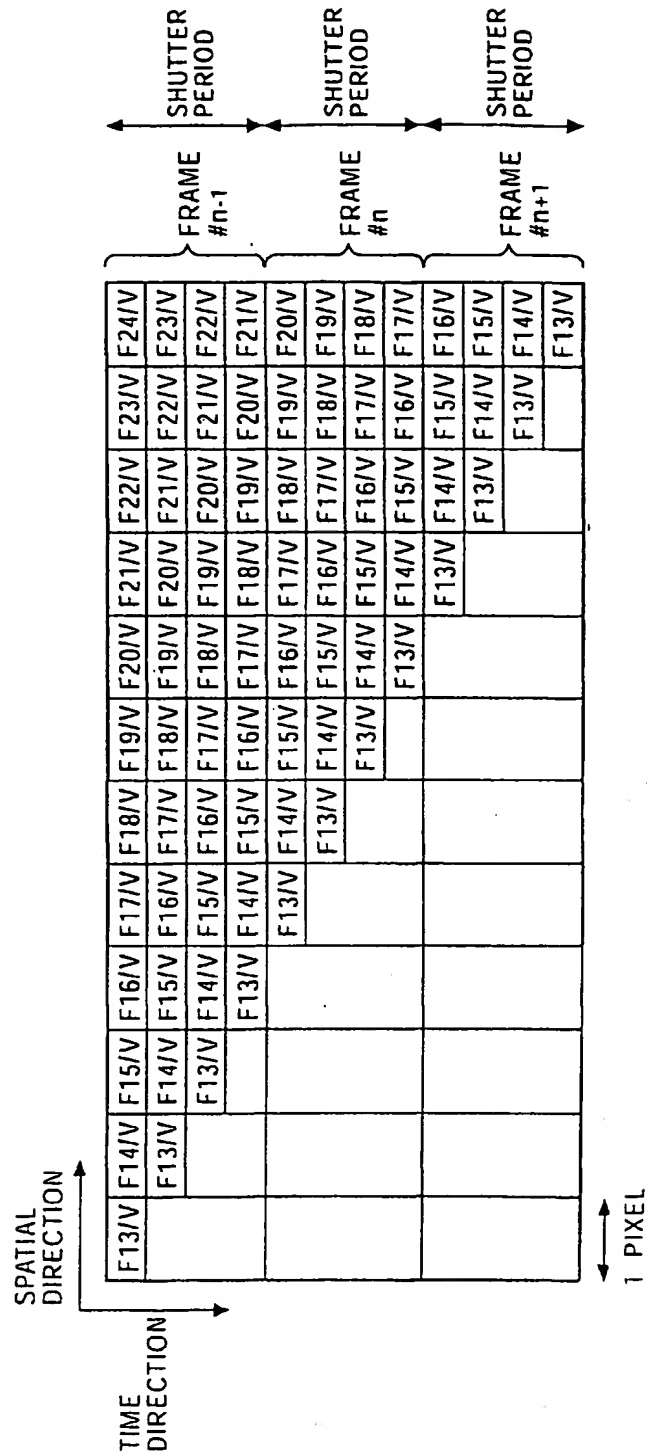 SPATIAL
DIRECTION
TIME
DIRECTION
F13/V F14/V F15/V F16/V F17/V F18/V F19/V F20/V F21/V F22/V F23/V F24/V
F13/V F14/V F15/V F16/V F17/V F18/V F19/V F20/V F21/V F22/V F23/V
F13/V F14/V F15/V F16/V F17/V F18/V F19/V F20/V F21/V F22/V
F13/V F14/V F15/V F16/V F17/V F18/V F19/V F20/V F21/V
F13/V F14/V F15/V F16/V F17/V F18/V F19/V F20/V
F13/V F14/V F15/V F16/V F17/V F18/V F19/V
F13/V F14/V F15/V F16/V F17/V F18/V
F13/V F14/V F15/V F16/V F17/V
F13/V F14/V F15/V F16/V
F13/V F14/V F15/V
F13/V F14/V
F13/V
FRAME
#n-1
SHUTTER
PERIOD
FRAME
#n
SHUTTER
PERIOD
FRAME
#n+1
SHUTTER
PERIOD
1 PIXEL